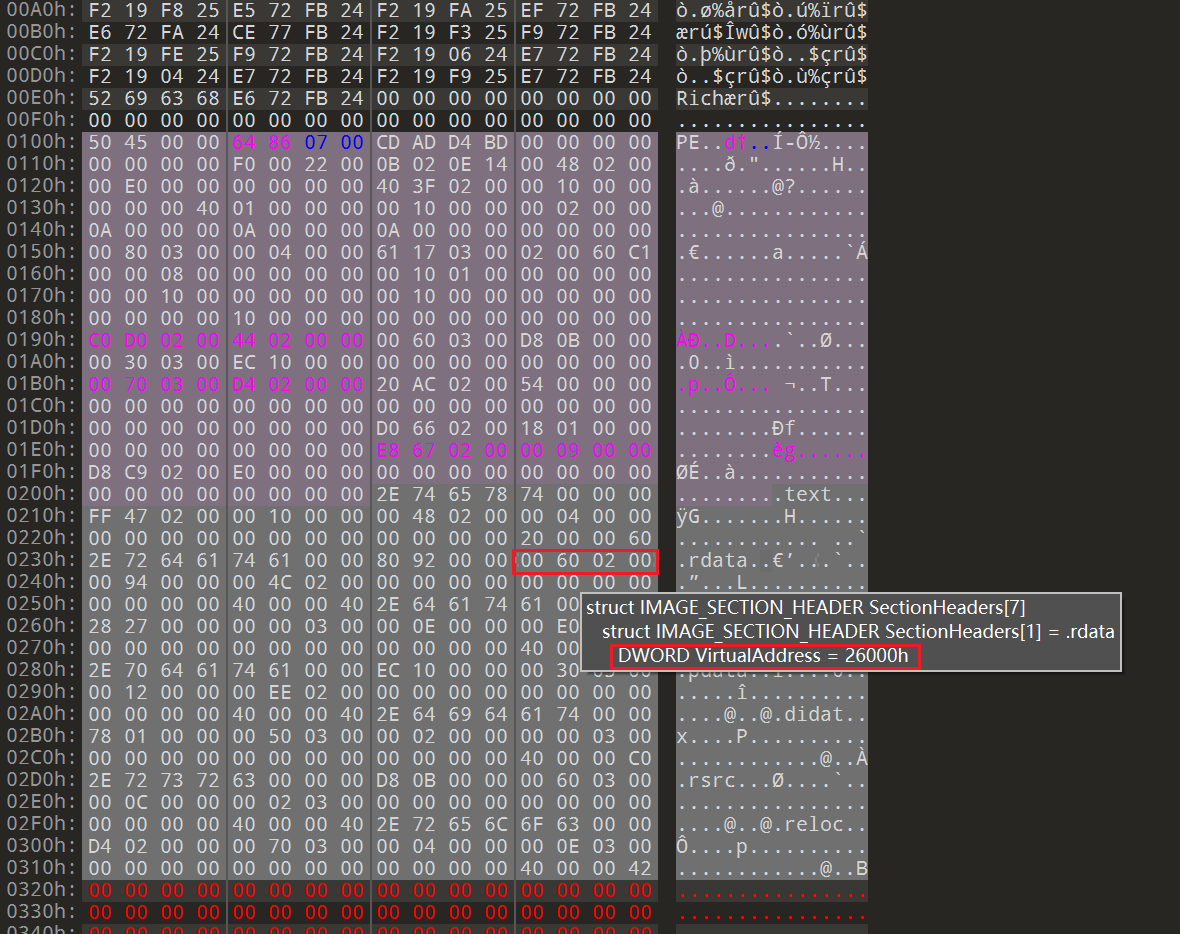 00A0h: F2 19 F8 25 E5 72 FB 24 F2 19 FA 25 EF 72 FB 24 ò.ø%årû$ò.ú%ïrû$
00B0h: E6 72 FA 24 CE 77 FB 24 F2 19 F3 25 F9 72 FB 24 ærú$Îwû$ò.ó%ùrû$
00C0h: F2 19 FE 25 F9 72 FB 24 F2 19 06 24 E7 72 FB 24 ò.þ%ùrû$ò..$çrû$
00D0h: F2 19 04 24 E7 72 FB 24 F2 19 F9 25 E7 72 FB 24 ò..$çrû$ò.ù%çrû$
00E0h: 52 69 63 68 E6 72 FB 24 00 00 00 00 00 00 00 00 Richærû$........
00F0h: 00 00 00 00 00 00 00 00 00 00 00 00 00 00 00 00 ................
0100h: 50 45 00 00 64 86 07 00 CD AD D4 BD 00 00 00 00 PE..d†..Í-Ô½....
0110h: 00 00 00 00 F0 00 22 00 0B 02 0E 14 00 48 02 00 ....ð."......H..
0120h: 00 E0 00 00 00 00 00 00 40 3F 02 00 00 10 00 00 .à......@?......
0130h: 00 00 00 40 01 00 00 00 00 10 00 00 00 02 00 00 ...@............
0140h: 0A 00 00 00 0A 00 00 00 0A 00 00 00 00 00 00 00 ................
0150h: 00 80 03 00 00 04 00 00 61 17 03 00 02 00 60 C1 .€......a.....`Á
0160h: 00 00 08 00 00 00 00 00 00 10 01 00 00 00 00 00 ................
0170h: 00 00 10 00 00 00 00 00 00 10 00 00 00 00 00 00 ................
0180h: 00 00 00 00 10 00 00 00 00 00 00 00 00 00 00 00 ................
0190h: C0 D0 02 00 44 02 00 00 00 60 03 00 D8 0B 00 00 ÀÐ..D....`..Ø...
01A0h: 00 30 03 00 EC 10 00 00 00 00 00 00 00 00 00 00 .0..ì...........
01B0h: 00 70 03 00 D4 02 00 00 20 AC 02 00 54 00 00 00 .p..Ô... ¬..T...
01C0h: 00 00 00 00 00 00 00 00 00 00 00 00 00 00 00 00 ................
01D0h: 00 00 00 00 00 00 00 00 D0 66 02 00 18 01 00 00 ........Ðf......
01E0h: 00 00 00 00 00 00 00 00 E8 67 02 00 00 09 00 00 ........èg......
01F0h: D8 C9 02 00 E0 00 00 00 00 00 00 00 00 00 00 00 ØÉ..à...........
0200h: 00 00 00 00 00 00 00 00 2E 74 65 78 74 00 00 00 .........text...
0210h: FF 47 02 00 00 10 00 00 00 48 02 00 00 04 00 00 ÿG.......H......
0220h: 00 00 00 00 00 00 00 00 00 00 00 00 20 00 00 60 ............ ..`
0230h: 2E 72 64 61 74 61 00 00 80 92 00 00 00 60 02 00 .rdata..€’...`..
0240h: 00 94 00 00 00 4C 02 00 00 00 00 00 00 00 00 00 .”...L..........
0250h: 00 00 00 00 40 00 00 40 2E 64 61 74 61 00
0260h: 28 27 00 00 00 00 03 00 00 0E 00 00 00 E0
0270h: 00 00 00 00 00 00 00 00 00 00 00 00 40 00
0280h: 2E 70 64 61 74 61 00 00 EC 10 00 00 00 30 03 00 .pdata..ì....0..
0290h: 00 12 00 00 00 EE 02 00 00 00 00 00 00 00 00 00 .....î..........
02A0h: 00 00 00 00 40 00 00 40 2E 64 69 64 61 74 00 00 ....@..@.didat..
02B0h: 78 01 00 00 00 50 03 00 00 02 00 00 00 00 03 00 x....P..........
02C0h: 00 00 00 00 00 00 00 00 00 00 00 00 40 00 00 C0 ............@..À
02D0h: 2E 72 73 72 63 00 00 00 D8 0B 00 00 00 60 03 00 .rsrc...Ø....`..
02E0h: 00 0C 00 00 00 02 03 00 00 00 00 00 00 00 00 00 ................
02F0h: 00 00 00 00 40 00 00 40 2E 72 65 6C 6F 63 00 00 ....@..@.reloc..
0300h: D4 02 00 00 00 70 03 00 00 04 00 00 00 0E 03 00 Ô....p..........
0310h: 00 00 00 00 00 00 00 00 00 00 00 00 40 00 00 42 ............@..B
0320h: 00 00 00 00 00 00 00 00 00 00 00 00 00 00 00 00 ................
0330h: 00 00 00 00 00 00 00 00 00 00 00 00 00 00 00 00 ................
struct IMAGE_SECTION_HEADER SectionHeaders[7]
struct IMAGE_SECTION_HEADER SectionHeaders[1] = .rdata
DWORD VirtualAddress = 26000h